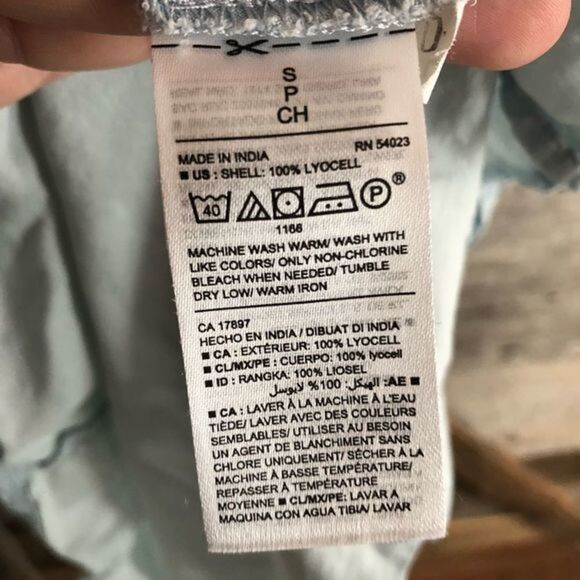 S
P
CH
MADE IN INDIA RN 54023
■ US : SHELL: 100% LYOCELL
40 P ®
1166
MACHINE WASH WARM/ WASH WITH
LIKE COLORS/ ONLY NON-CHLORINE
BLEACH WHEN NEEDED/ TUMBLE
DRY LOW/ WARM IRON
CA 17897
HECHO EN INDIA / DIBUAT DI INDIA
■ CA : EXTÉRIEUR: 100% LYOCELL
■ CL/MX/PE : CUERPO: 100% lyocell
■ ID : RANGKA: 100% LIOSEL
■ AE: الهيكل: 100% لايوسل
■ CA : LAVER À LA MACHINE À L'EAU
TIÈDE/ LAVER AVEC DES COULEURS
SEMBLABLES/ UTILISER AU BESOIN
UN AGENT DE BLANCHIMENT SANS
CHLORE UNIQUEMENT/ SÉCHER À LA
MACHINE À BASSE TEMPÉRATURE/
REPASSER À TEMPÉRATURE
MOYENNE ■ CL/MX/PE: LAVAR A
MAQUINA CON AGUA TIBIA/ LAVAR